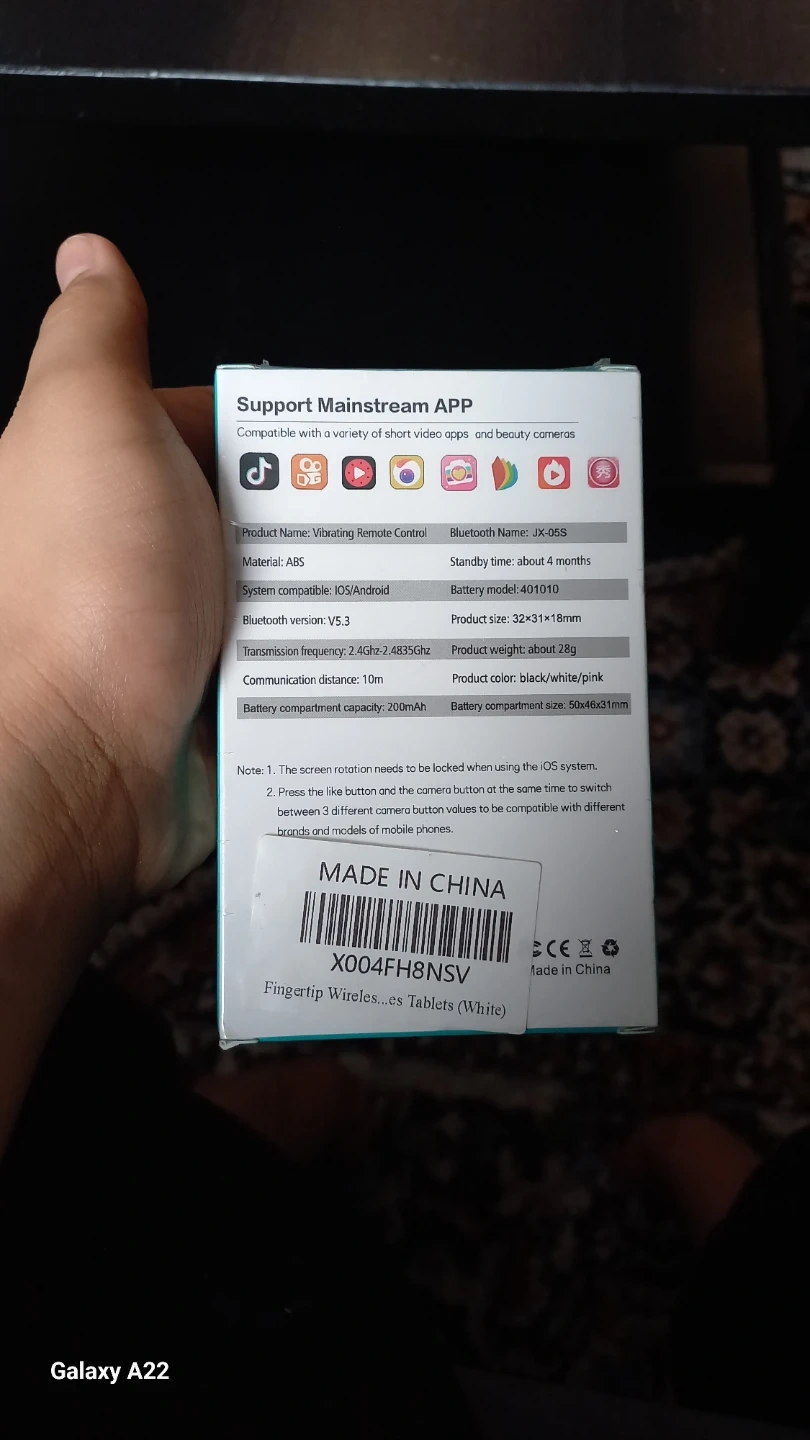 Support Mainstream APP
Compatible with a variety of short video apps and beauty cameras
秀
Product Name: Vibrating Remote Control Bluetooth Name: JX-05S
Material: ABS Standby time: about 4 months
System compatible: IOS/Android Battery model: 401010
Bluetooth version: V5.3 Product size: 32×31×18mm
Transmission frequency: 2.4Ghz-2.4835Ghz Product weight: about 28g
Communication distance: 10m Product color: black/white/pink
Battery compartment capacity: 200mAh Battery compartment size: 50x46x31mm
Note: 1. The screen rotation needs to be locked when using the iOS system.
2. Press the like button and the camera button at the same time to switch
between 3 different camera button values to be compatible with different
brands and models of mobile phones.
MADE IN CHINA
X004FH8NSV
Fingertip Wireles...es Tablets (White)
CE
Made in China
Galaxy A22